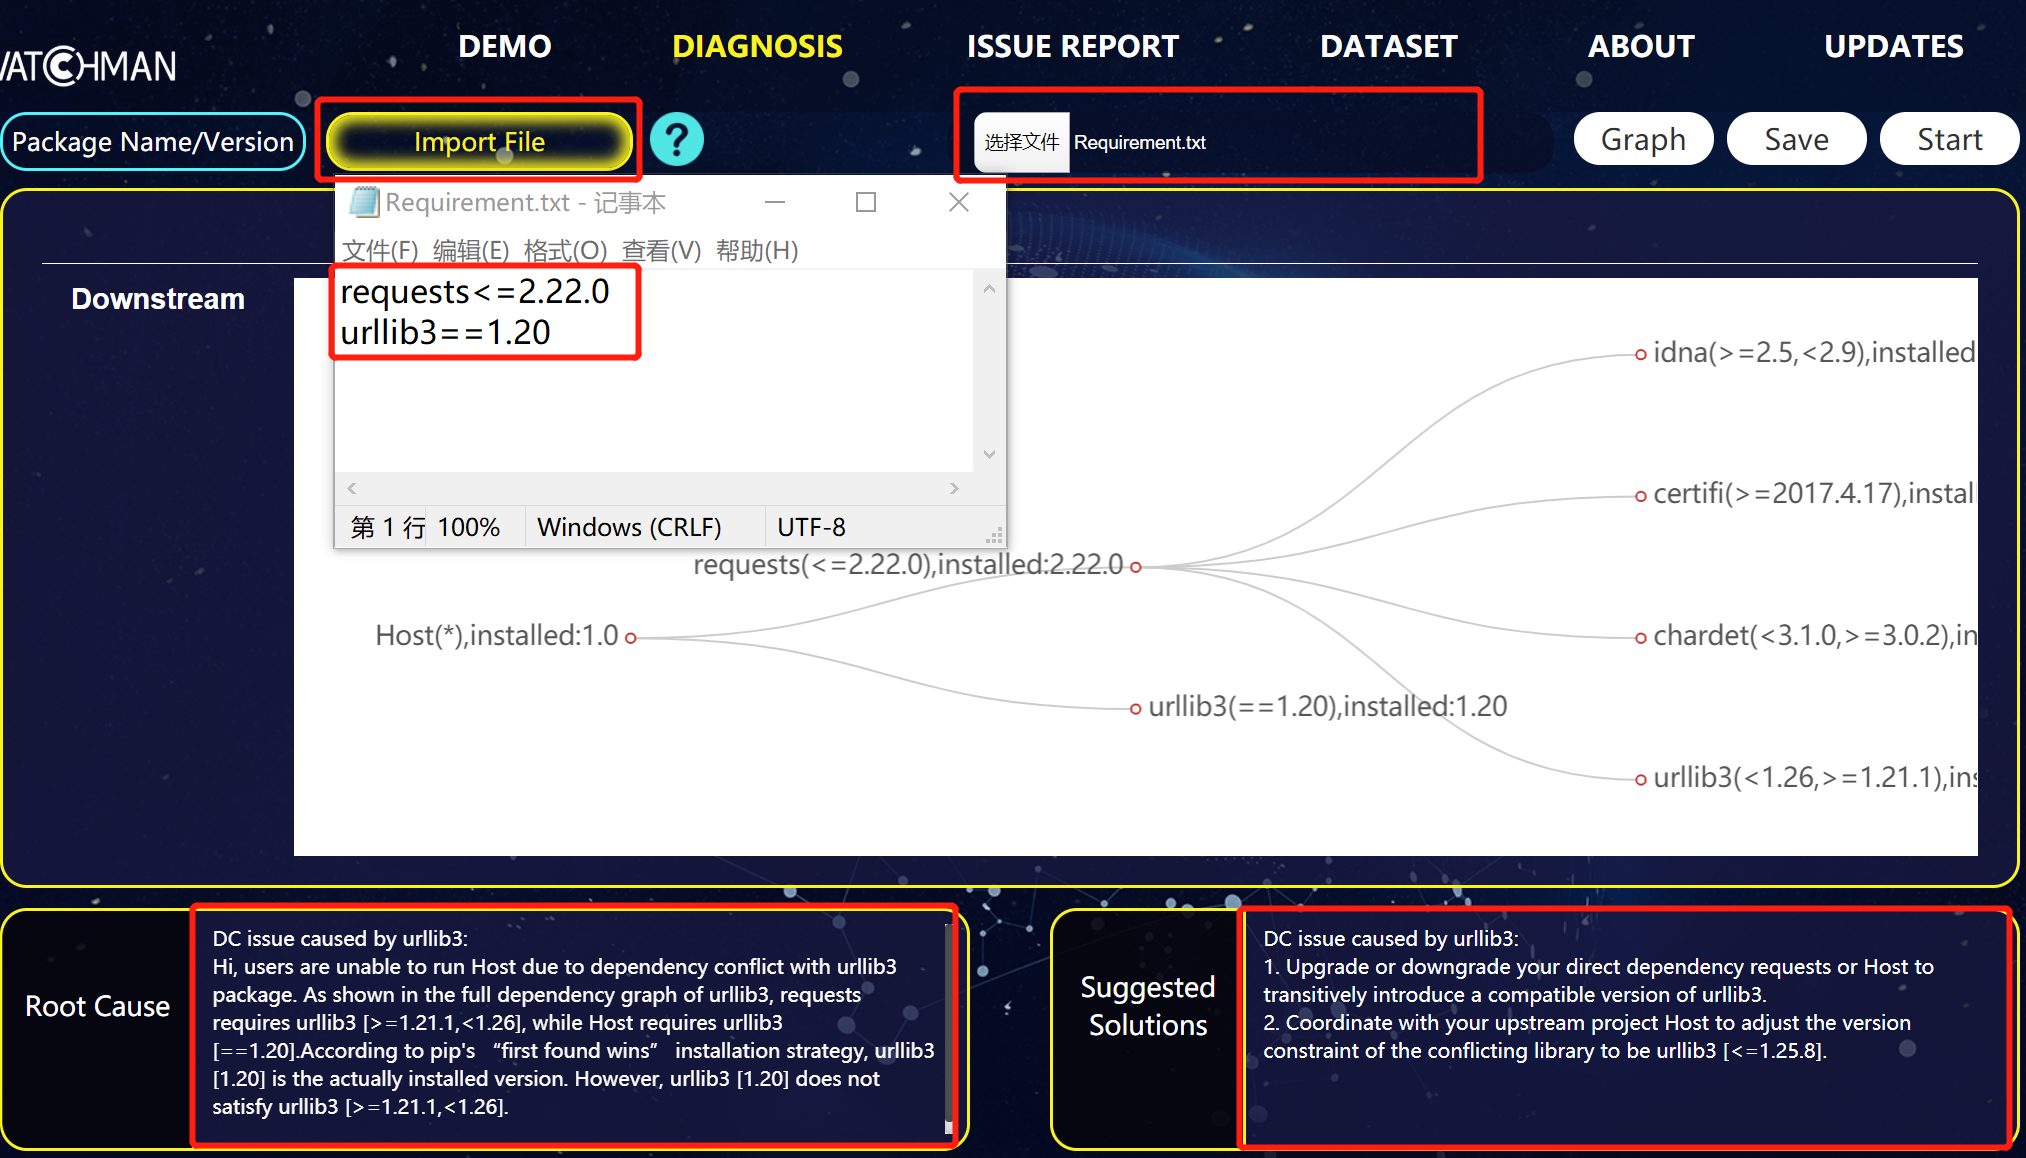 WATCHMAN
DEMO
DIAGNOSIS
ISSUE REPORT
DATASET
ABOUT
UPDATES
Package Name/Version
Import File
?
选择文件
Requirement.txt
Graph
Save
Start
Requirement.txt - 记事本
文件(F) 编辑(E) 格式(O) 查看(V) 帮助(H)
Downstream
requests<=2.22.0
urllib3==1.20
第 1 行
100%
Windows (CRLF)
UTF-8
idna(>=2.5,<2.9),installed
certifi(>=2017.4.17),instal
requests(<=2.22.0),installed:2.22.0
Host(*),installed:1.0
chardet(<3.1.0,>=3.0.2),in
urllib3(==1.20),installed:1.20
urllib3(<1.26,>=1.21.1),ins
Root Cause
DC issue caused by urllib3:
Hi, users are unable to run Host due to dependency conflict with urllib3
package. As shown in the full dependency graph of urllib3, requests
requires urllib3 [>=1.21.1,<1.26], while Host requires urllib3
[==1.20].According to pip's “first found wins” installation strategy, urllib3
[1.20] is the actually installed version. However, urllib3 [1.20] does not
satisfy urllib3 [>=1.21.1,<1.26].
Suggested
Solutions
DC issue caused by urllib3:
1. Upgrade or downgrade your direct dependency requests or Host to
transitively introduce a compatible version of urllib3.
2. Coordinate with your upstream project Host to adjust the version
constraint of the conflicting library to be urllib3 [<=1.25.8].